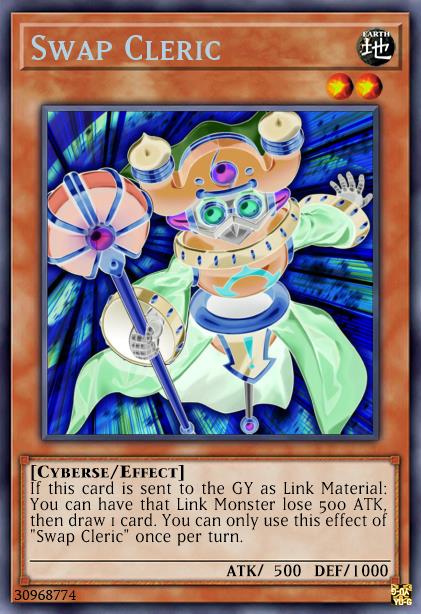 Swap Cleric
EARTH
地
[Cyberse/Effect]
If this card is sent to the GY as Link Material:
You can have that Link Monster lose 500 ATK,
then draw 1 card. You can only use this effect of
"Swap Cleric" once per turn.
ATK/ 500 DEF/1000
30968774